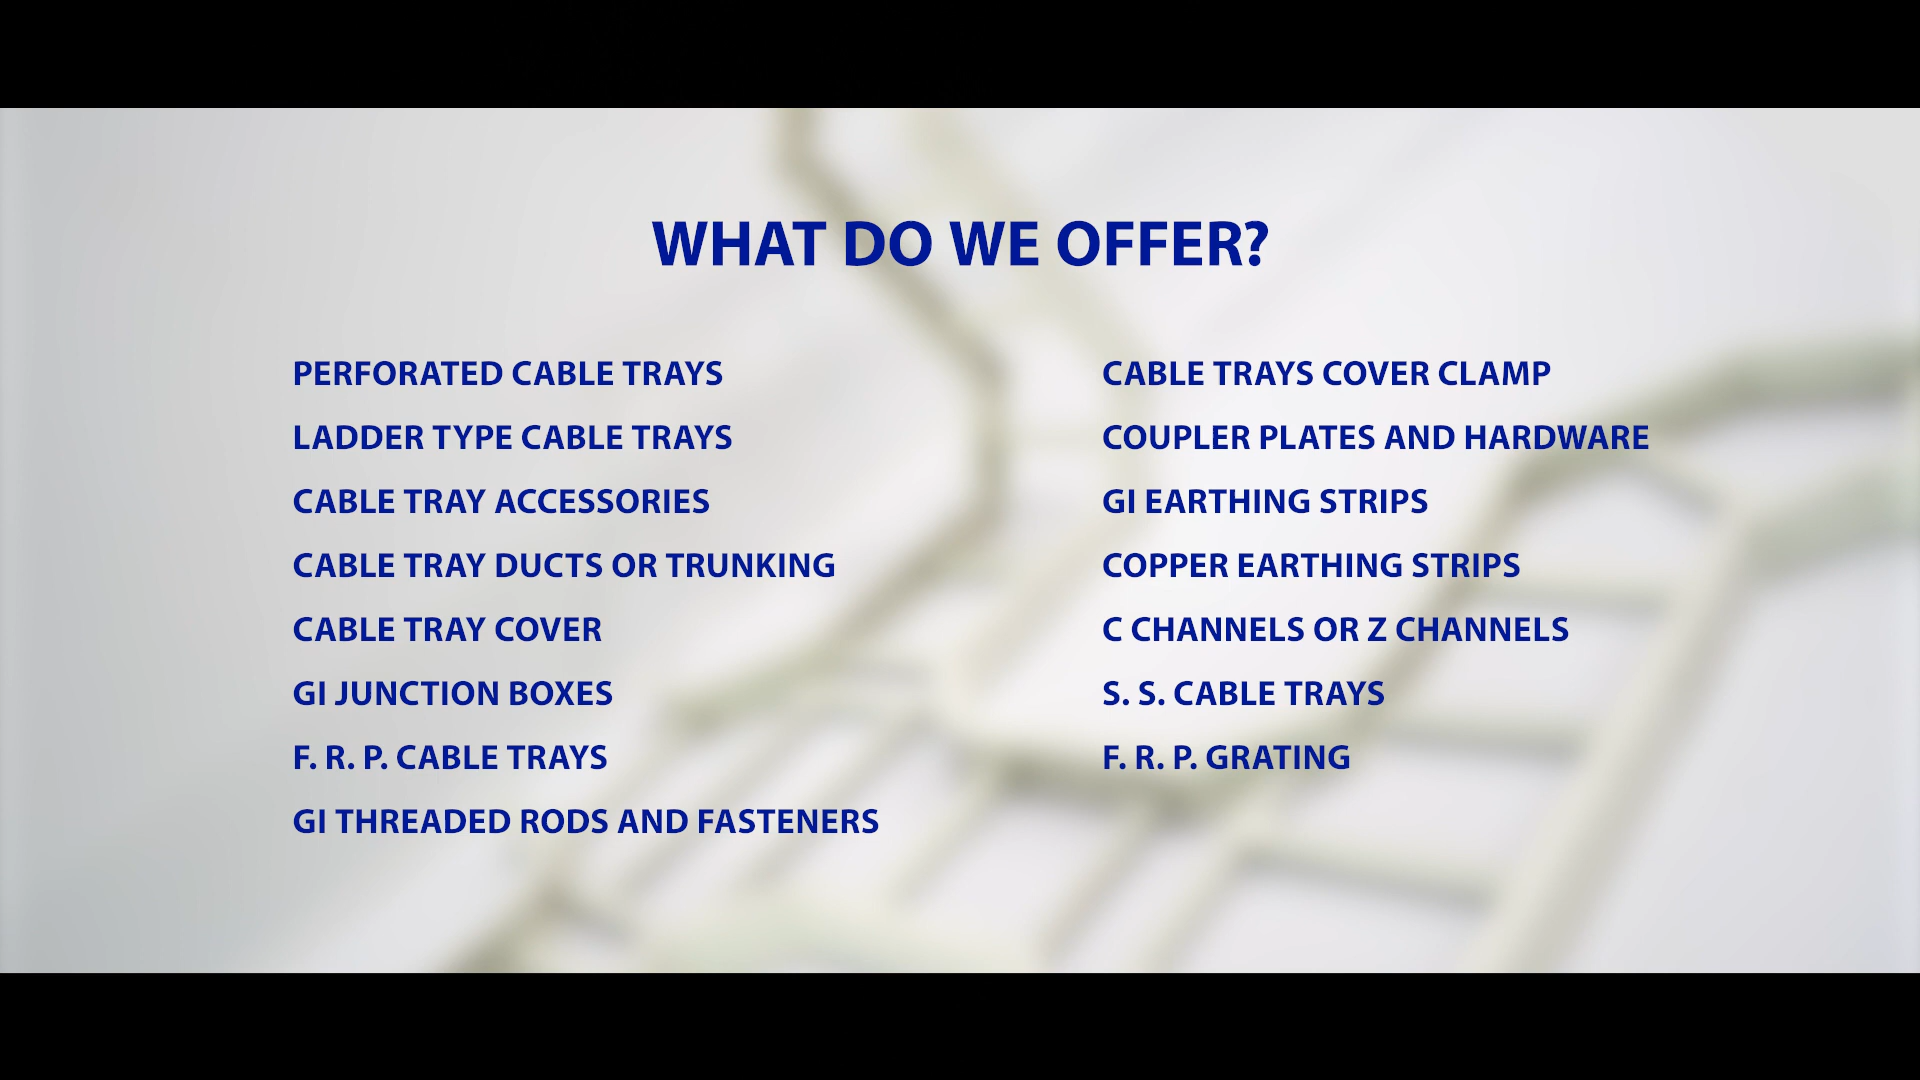 WHAT DO WE OFFER?
PERFORATED CABLE TRAYS
LADDER TYPE CABLE TRAYS
CABLE TRAY ACCESSORIES
CABLE TRAY DUCTS OR TRUNKING
CABLE TRAY COVER
GI JUNCTION BOXES
F. R. P. CABLE TRAYS
GI THREADED RODS AND FASTENERS
CABLE TRAYS COVER CLAMP
COUPLER PLATES AND HARDWARE
GI EARTHING STRIPS
COPPER EARTHING STRIPS
C CHANNELS OR Z CHANNELS
S. S. CABLE TRAYS
F. R. P. GRATING